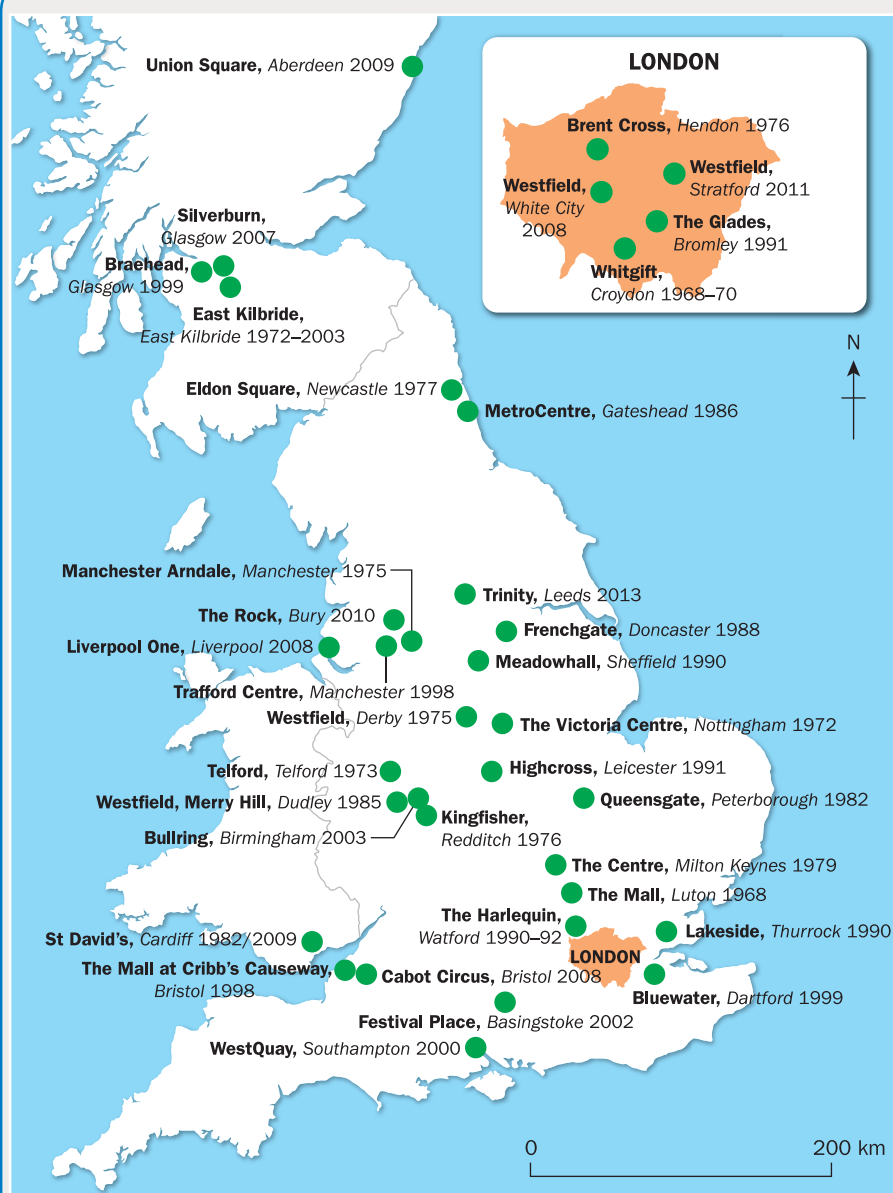 Union Square, Aberdeen 2009
LONDON
Brent Cross, Hendon 1976
Westfield,
Stratford 2011
Westfield,
White City
2008
The Glades,
Bromley 1991
Whitgift,
Croydon 1968–70
Silverburn,
Glasgow 2007
Braehead,
Glasgow 1999
East Kilbride,
East Kilbride 1972–2003
N
Eldon Square, Newcastle 1977
MetroCentre, Gateshead 1986
Manchester Arndale, Manchester 1975
Trinity, Leeds 2013
The Rock, Bury 2010
Frenchgate, Doncaster 1988
Liverpool One, Liverpool 2008
Meadowhall, Sheffield 1990
Trafford Centre, Manchester 1998
Westfield, Derby 1975
The Victoria Centre, Nottingham 1972
Telford, Telford 1973
Highcross, Leicester 1991
Westfield, Merry Hill, Dudley 1985
Queensgate, Peterborough 1982
Kingfisher,
Redditch 1976
Bullring, Birmingham 2003
The Centre, Milton Keynes 1979
The Mall, Luton 1968
The Harlequin,
Watford 1990–92
Lakeside, Thurrock 1990
St David's, Cardiff 1982/2009
LONDON
The Mall at Cribb's Causeway,
Bristol 1998
Cabot Circus, Bristol 2008
Bluewater, Dartford 1999
Festival Place, Basingstoke 2002
WestQuay, Southampton 2000
0 200 km